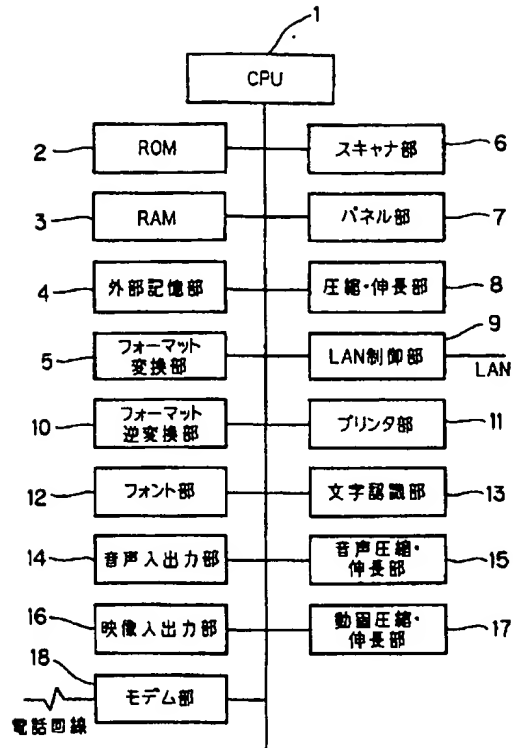 1
CPU
2
ROM
スキャナ部
6
3
RAM
パネル部
7
4
外部記憶部
圧縮・伸長部
8
5
フォーマット
変換部
LAN制御部
9
LAN
10
フォーマット
逆変換部
プリンタ部
11
12
フォント部
文字認識部
13
14
音声入出力部
音声圧縮・
伸長部
15
16
映像入出力部
動画圧縮・
伸長部
17
18
モデム部
電話回線